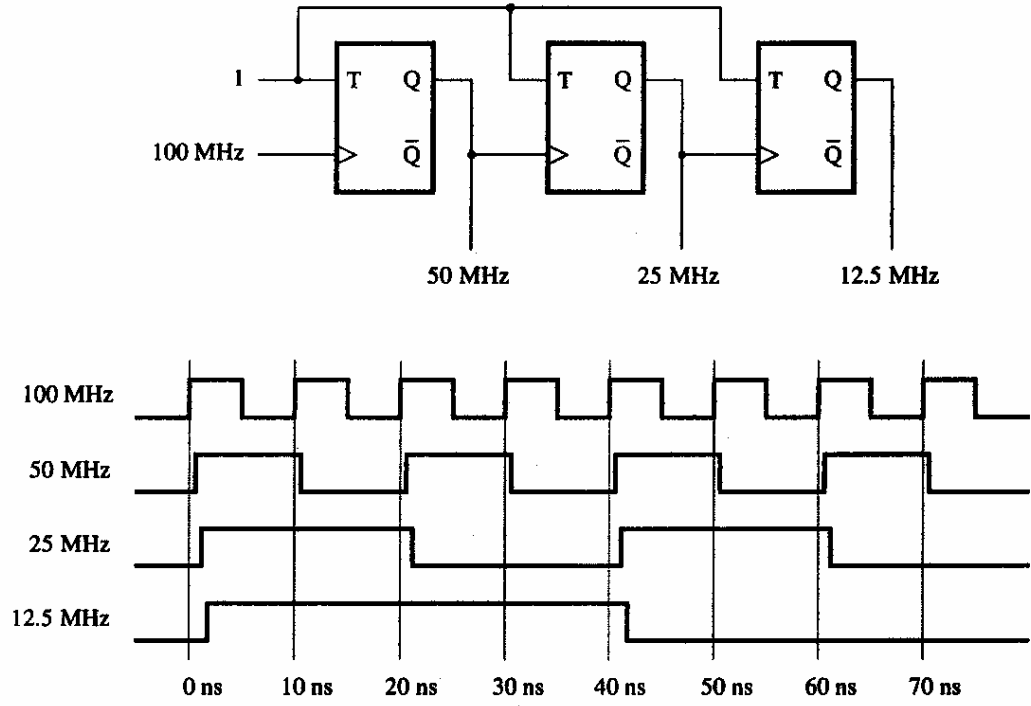 1 T Q T Q T Q
100 MHz Q̅ Q̅ Q̅
50 MHz 25 MHz 12.5 MHz
100 MHz
50 MHz
25 MHz
12.5 MHz
0 ns 10 ns 20 ns 30 ns 40 ns 50 ns 60 ns 70 ns